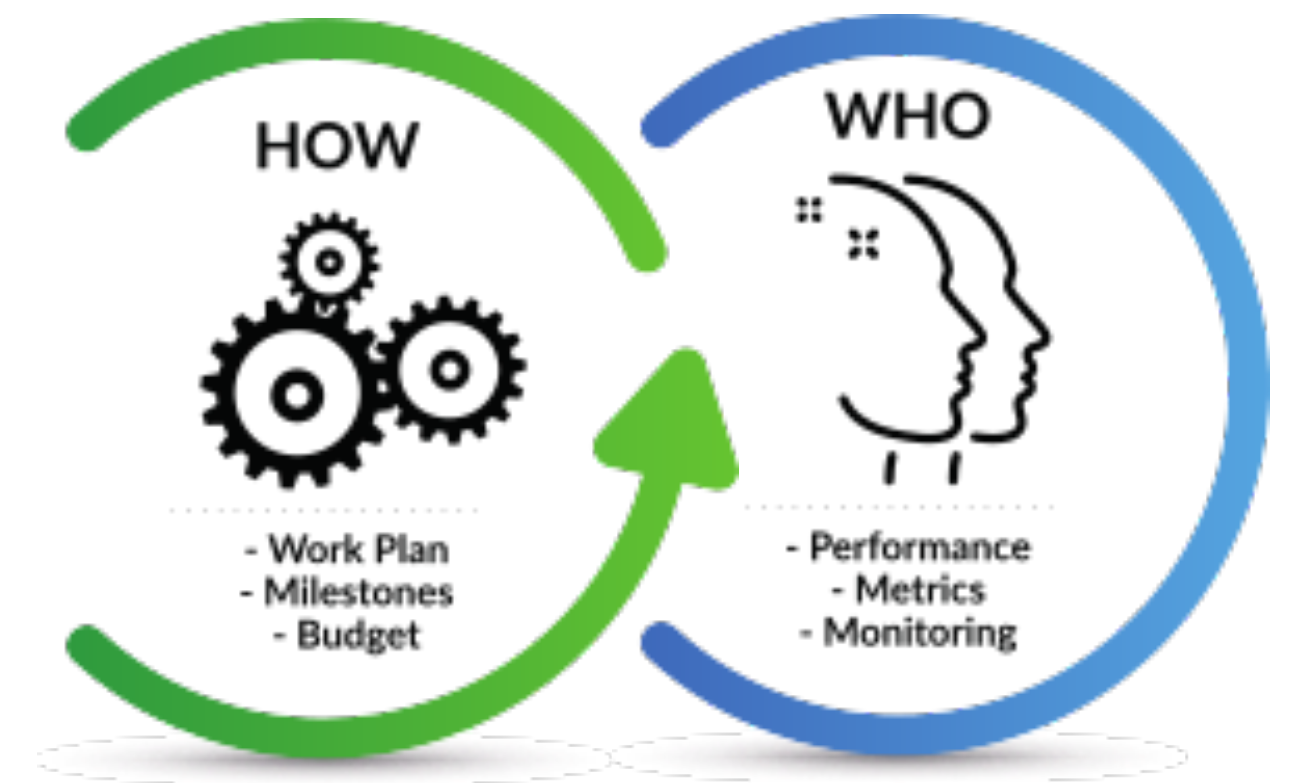 HOW
- Work Plan
- Milestones
- Budget
WHO
- Performance
- Metrics
- Monitoring